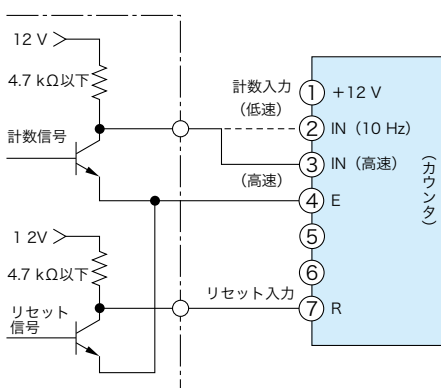 12 V
4.7 kΩ以下
計数信号
1 2V
4.7 kΩ以下
リセット
信号
計数入力
(低速)
(高速)
リセット入力
① +12 V
② IN (10 Hz)
③ IN (高速)
④ E
⑤
⑥
⑦ R
(カウンタ)